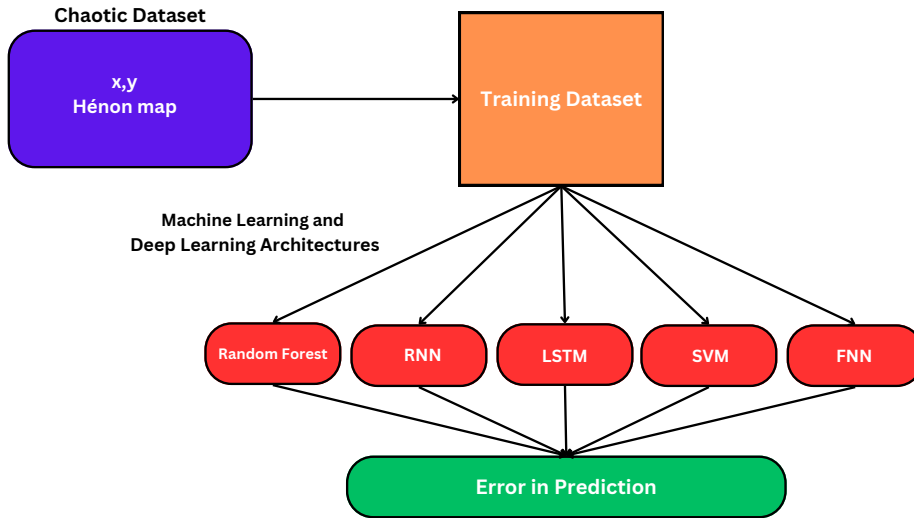 Chaotic Dataset
x,y
Hénon map
Training Dataset
Machine Learning and
Deep Learning Architectures
Random Forest
RNN
LSTM
SVM
FNN
Error in Prediction